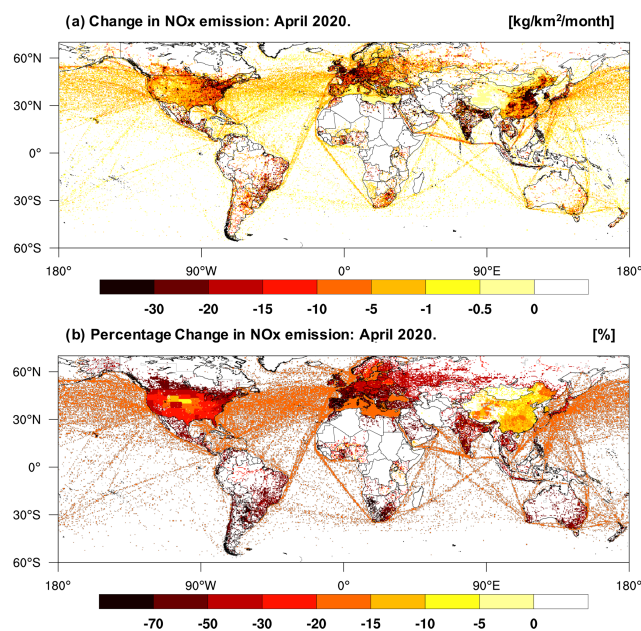 (a) Change in NOx emission: April 2020. [kg/km²/month]
60°N
30°N
0°
30°S
60°S
180° 90°W 0° 90°E 180°
-30 -20 -15 -10 -5 -1 -0.5 0
(b) Percentage Change in NOx emission: April 2020. [%]
60°N
30°N
0°
30°S
60°S
180° 90°W 0° 90°E 180°
-70 -50 -30 -20 -15 -10 -5 0